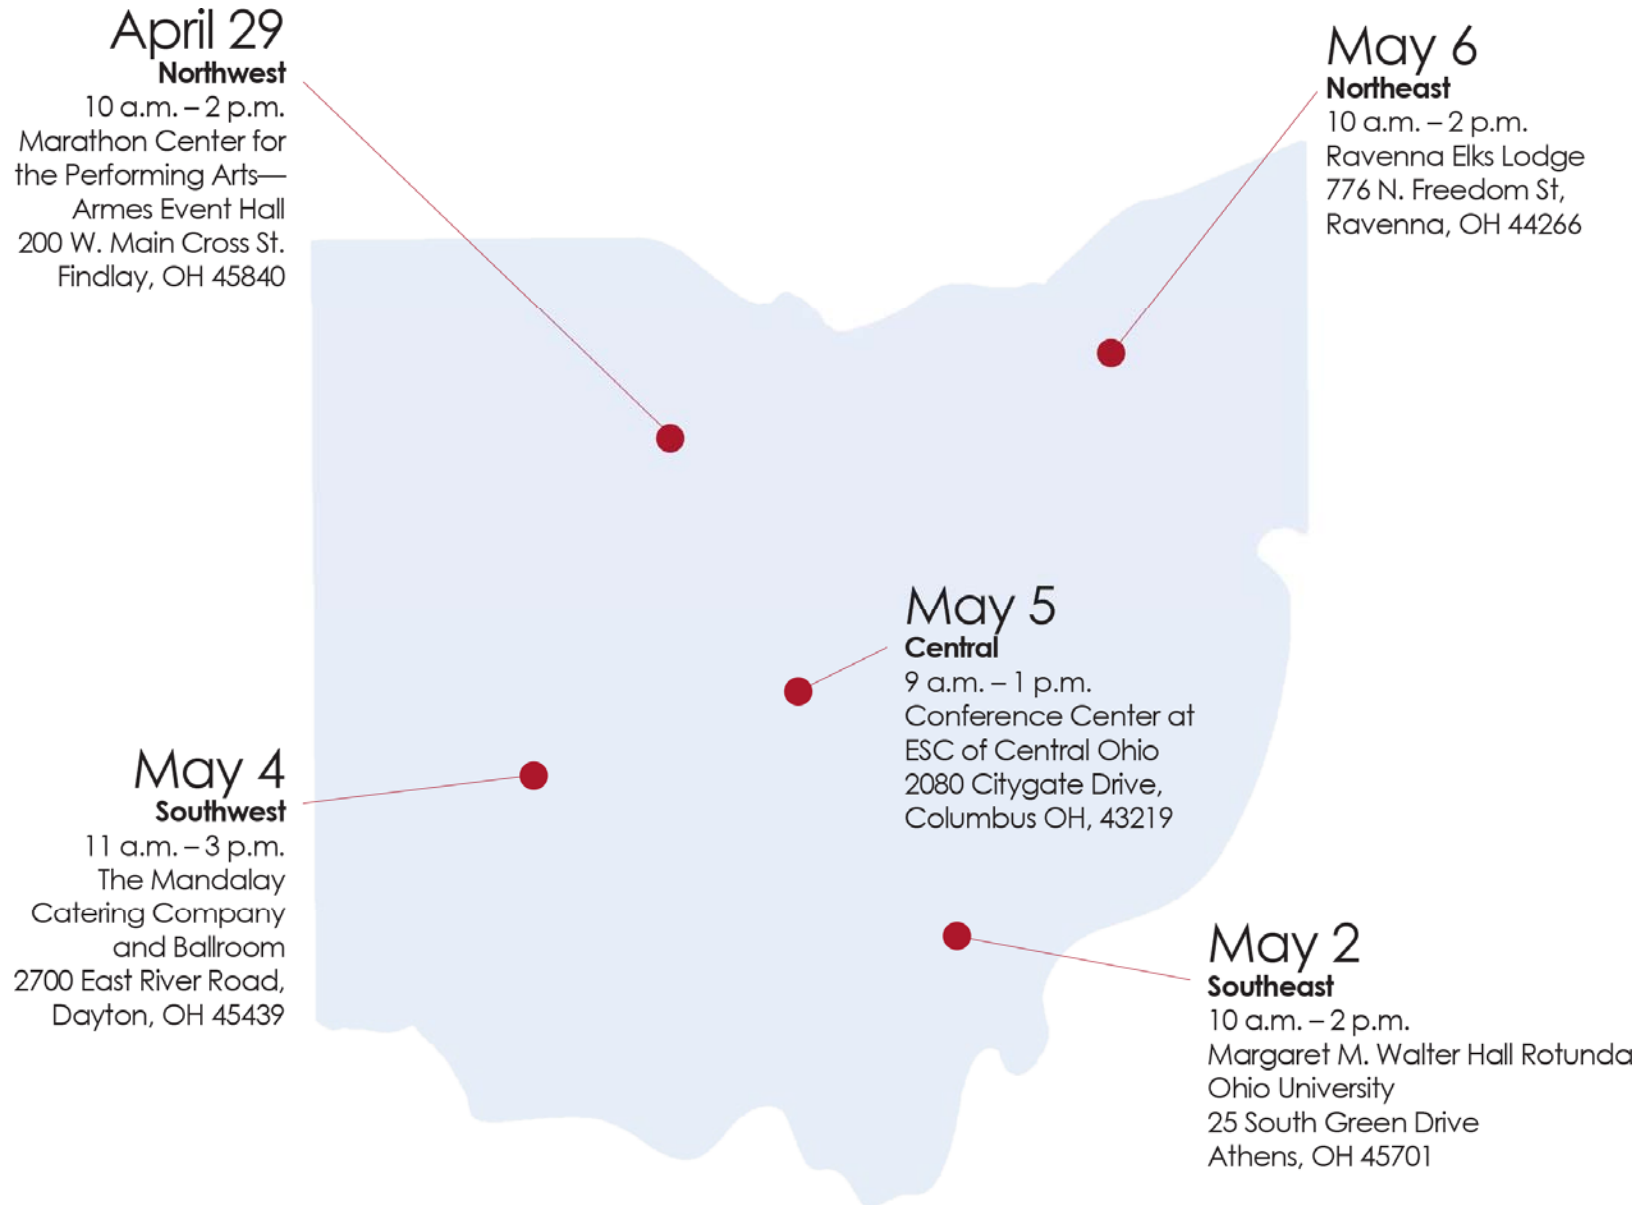 April 29
Northwest
10 a.m. – 2 p.m.
Marathon Center for
the Performing Arts—
Armes Event Hall
200 W. Main Cross St.
Findlay, OH 45840
May 6
Northeast
10 a.m. – 2 p.m.
Ravenna Elks Lodge
776 N. Freedom St,
Ravenna, OH 44266
May 5
Central
9 a.m. – 1 p.m.
Conference Center at
ESC of Central Ohio
2080 Citygate Drive,
Columbus OH, 43219
May 4
Southwest
11 a.m. – 3 p.m.
The Mandalay
Catering Company
and Ballroom
2700 East River Road,
Dayton, OH 45439
May 2
Southeast
10 a.m. – 2 p.m.
Margaret M. Walter Hall Rotunda
Ohio University
25 South Green Drive
Athens, OH 45701